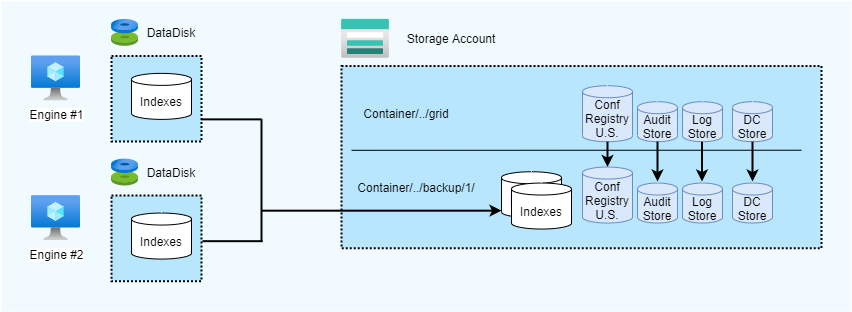 DataDisk
Storage Account
Engine #1
Indexes
Container/../grid
Conf
Registry
U.S.
Audit
Store
Log
Store
DC
Store
DataDisk
Container/../backup/1/
Engine #2
Indexes
Indexes
Conf
Registry
U.S.
Audit
Store
Log
Store
DC
Store